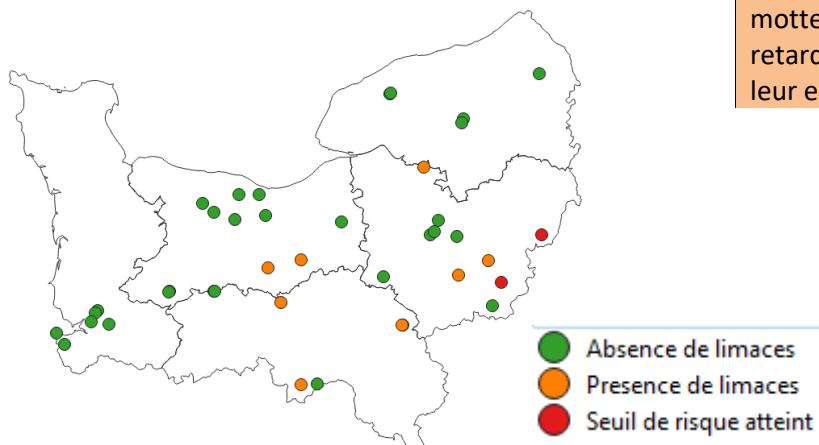 motte
retard
leur e
Absence de limaces
Presence de limaces
Seuil de risque atteint